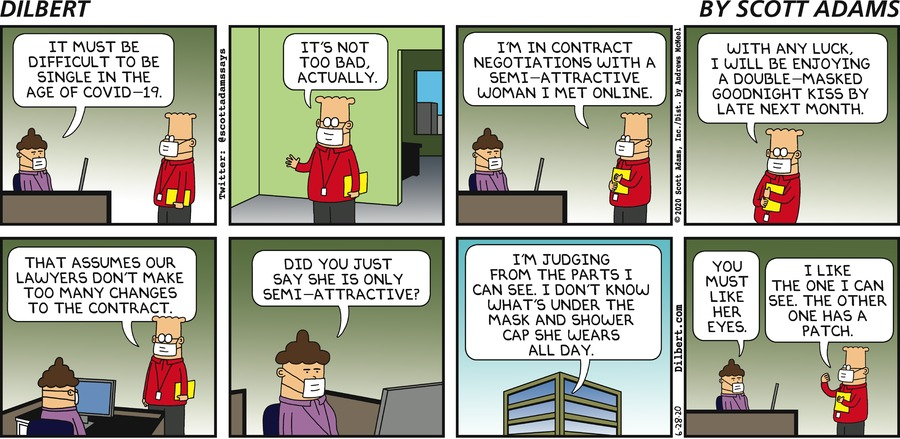 DILBERT
BY SCOTT ADAMS
IT MUST BE
DIFFICULT TO BE
SINGLE IN THE
AGE OF COVID-19.
Twitter: @scottadamssays
IT'S NOT
TOO BAD,
ACTUALLY.
I'M IN CONTRACT
NEGOTIATIONS WITH A
SEMI-ATTRACTIVE
WOMAN I MET ONLINE.
© 2020 Scott Adams, Inc./Dist. by Andrews McMeel
WITH ANY LUCK,
I WILL BE ENJOYING
A DOUBLE-MASKED
GOODNIGHT KISS BY
LATE NEXT MONTH.
THAT ASSUMES OUR
LAWYERS DON'T MAKE
TOO MANY CHANGES
TO THE CONTRACT.
DID YOU JUST
SAY SHE IS ONLY
SEMI-ATTRACTIVE?
I'M JUDGING
FROM THE PARTS I
CAN SEE. I DON'T KNOW
WHAT'S UNDER THE
MASK AND SHOWER
CAP SHE WEARS
ALL DAY.
6-28-20 Dilbert.com
YOU
MUST
LIKE
HER
EYES.
I LIKE
THE ONE I CAN
SEE. THE OTHER
ONE HAS A
PATCH.